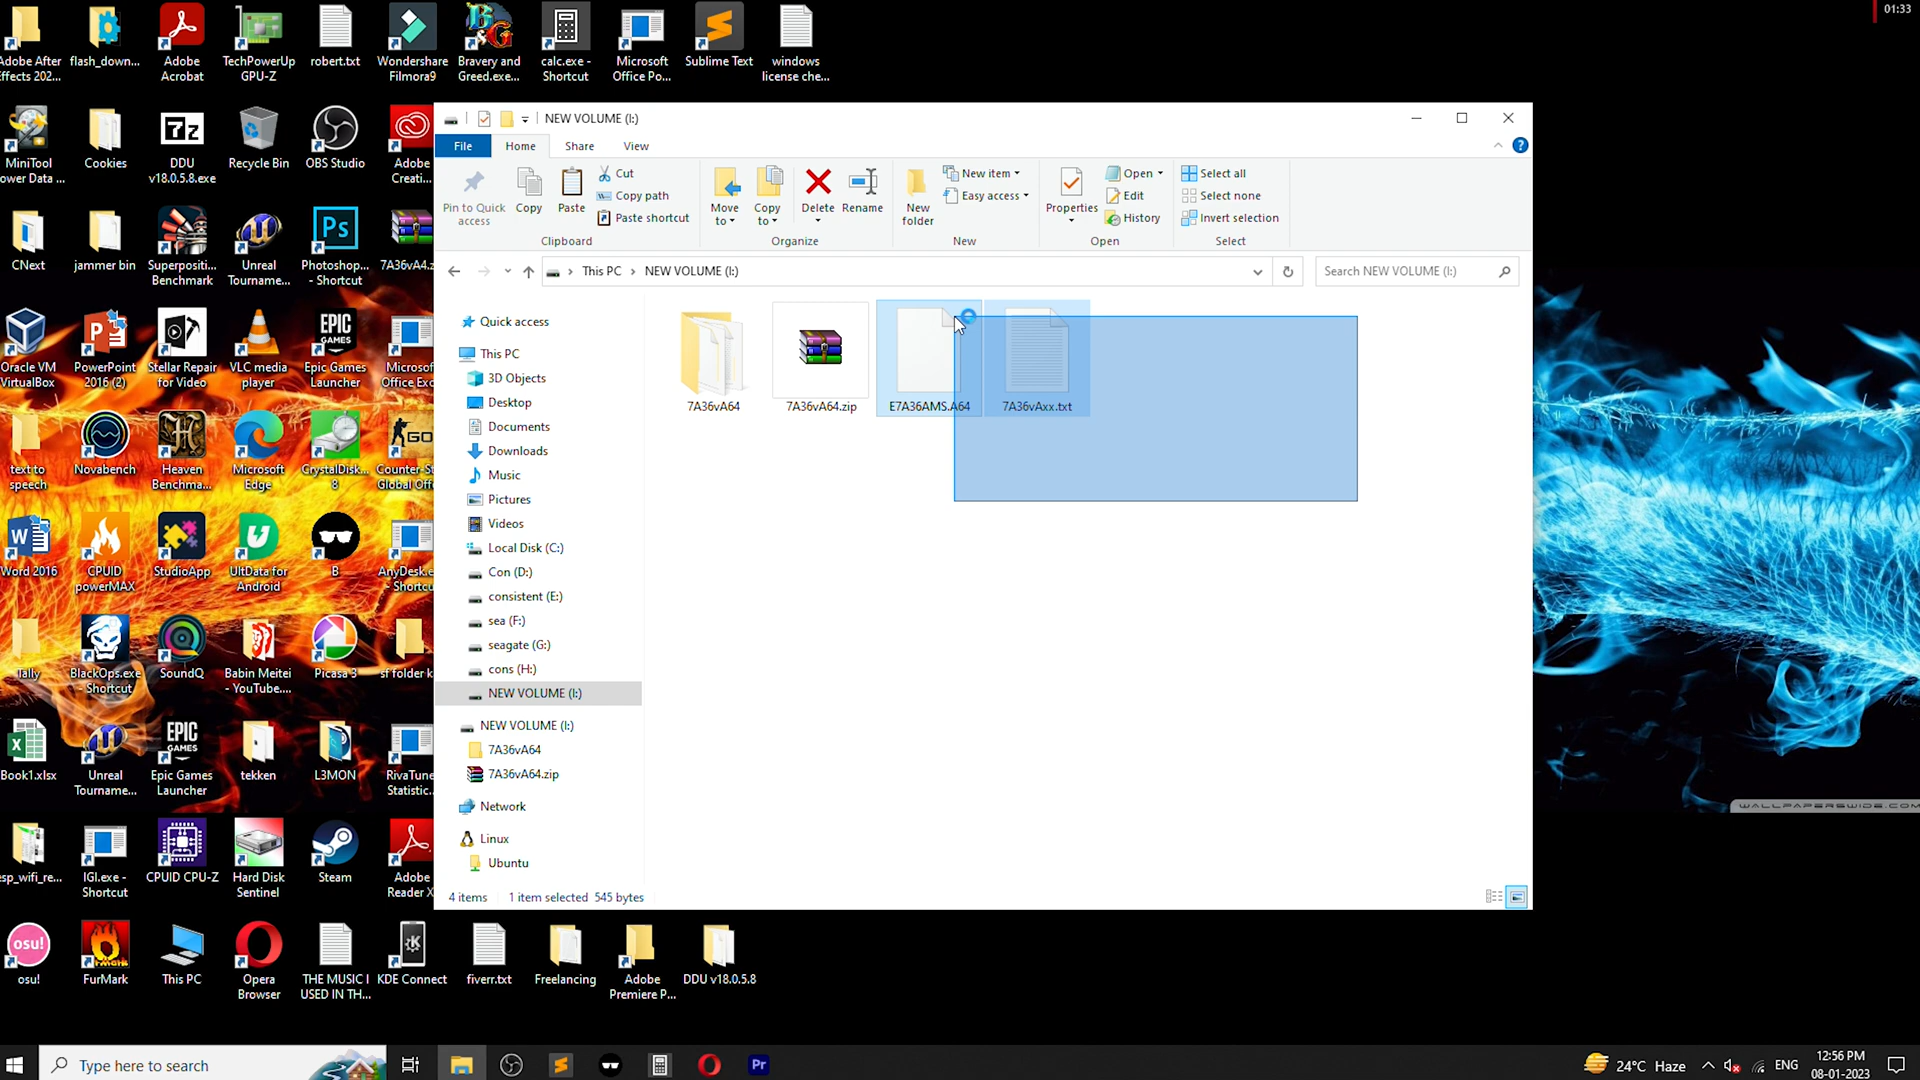 01:33
Adobe After
Effects 202...
flash_down...
Adobe
Acrobat
TechPowerUp
GPU-Z
robert.txt
Wondershare
Filmora9
Bravery and
Greed.exe...
calc.exe -
Shortcut
Microsoft
Office Po...
Sublime Text
windows
license che...
MiniTool
ower Data ...
Cookies
DDU
v18.0.5.8.exe
Recycle Bin
OBS Studio
Adobe
Creati...
CNext
jammer bin
Superpositi...
Benchmark
Unreal
Tourname...
Photoshop...
- Shortcut
7A36vA4.z
Oracle VM
VirtualBox
PowerPoint
2016 (2)
Stellar Repair
for Video
VLC media
player
Epic Games
Launcher
Microsof
Office Exc
text to
speech
Novabench
Heaven
Benchma...
Microsoft
Edge
CrystalDisk...
8
Counter-St
Global Off
Word 2016
CPUID
powerMAX
StudioApp
UltData for
Android
B
AnyDesk.e
- Shortcu
Tally
BlackOps.exe
- Shortcut
SoundQ
Babin Meitei
- YouTube....
Picasa 3
sf folder k
Book1.xlsx
Unreal
Tourname...
Epic Games
Launcher
tekken
L3MON
RivaTune
Statistic...
esp_wifi_re...
IGI.exe -
Shortcut
CPUID CPU-Z
Hard Disk
Sentinel
Steam
Adobe
Reader X
osu!
osu!
FurMark
This PC
Opera
Browser
THE MUSIC I
USED IN TH...
KDE Connect
fiverr.txt
Freelancing
Adobe
Premiere P...
DDU v18.0.5.8
NEW VOLUME (I:)
File
Home
Share
View
Pin to Quick
access
Copy
Paste
Cut
Copy path
Paste shortcut
Clipboard
Move
to
Copy
to
Delete
Rename
Organize
New
folder
New item
Easy access
New
Properties
Open
Edit
History
Open
Select all
Select none
Invert selection
Select
This PC
NEW VOLUME (I:)
Search NEW VOLUME (I:)
Quick access
This PC
3D Objects
Desktop
Documents
Downloads
Music
Pictures
Videos
Local Disk (C:)
Con (D:)
consistent (E:)
sea (F:)
seagate (G:)
cons (H:)
NEW VOLUME (I:)
NEW VOLUME (I:)
7A36vA64
7A36vA64.zip
Network
Linux
Ubuntu
7A36vA64
7A36vA64.zip
E7A36AMS.A64
7A36vAxx.txt
4 items
1 item selected 545 bytes
WALLPAPERSWIDE.COM
Type here to search
24°C Haze
ENG
12:56 PM
08-01-2023